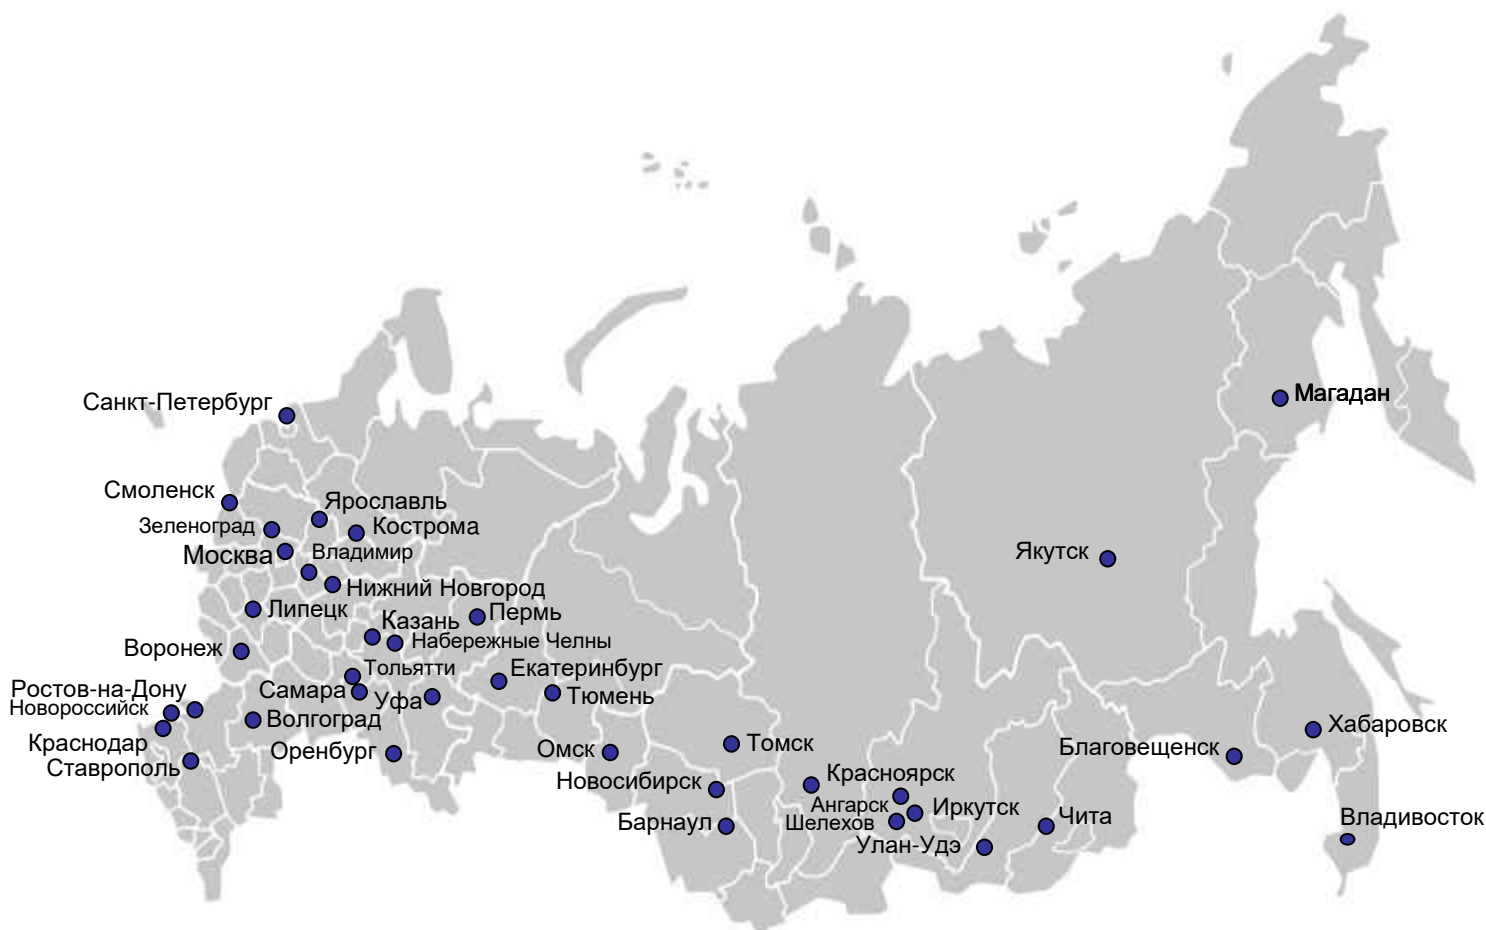 Санкт-Петербург
Магадан
Смоленск
Ярославль
Зеленоград
Кострома
Москва
Владимир
Якутск
Нижний Новгород
Липецк
Казань
Пермь
Набережные Челны
Воронеж
Тольятти
Екатеринбург
Ростов-на-Дону
Самара
Уфа
Тюмень
Новороссийск
Волгоград
Хабаровск
Краснодар
Оренбург
Омск
Томск
Благовещенск
Ставрополь
Новосибирск
Красноярск
Ангарск
Иркутск
Барнаул
Шелехов
Чита
Владивосток
Улан-Удэ